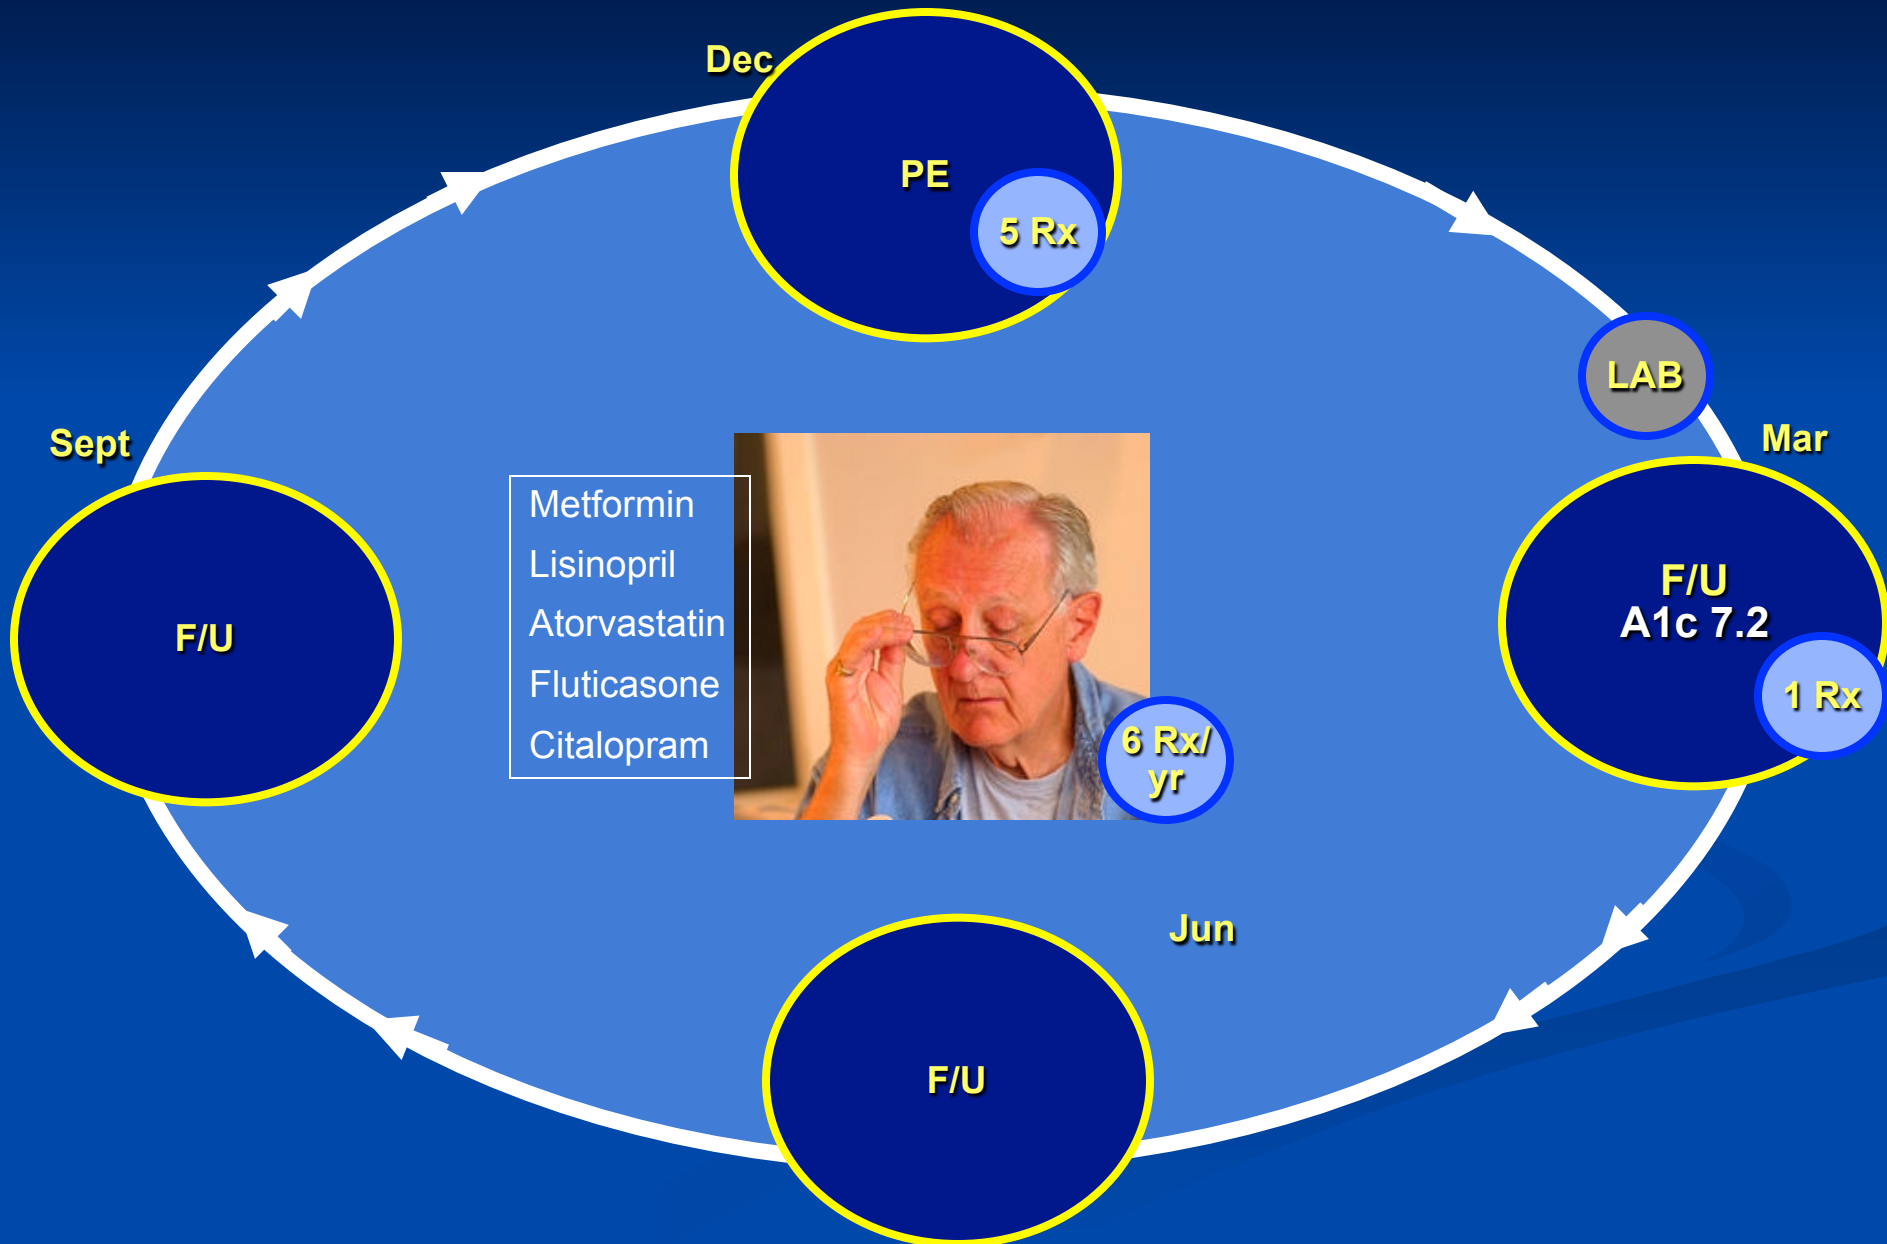 Dec
PE
5 Rx
LAB
Sept
Mar
Metformin
Lisinopril
Atorvastatin
Fluticasone
Citalopram
F/U
F/U
A1c 7.2
1 Rx
6 Rx/
yr
Jun
F/U